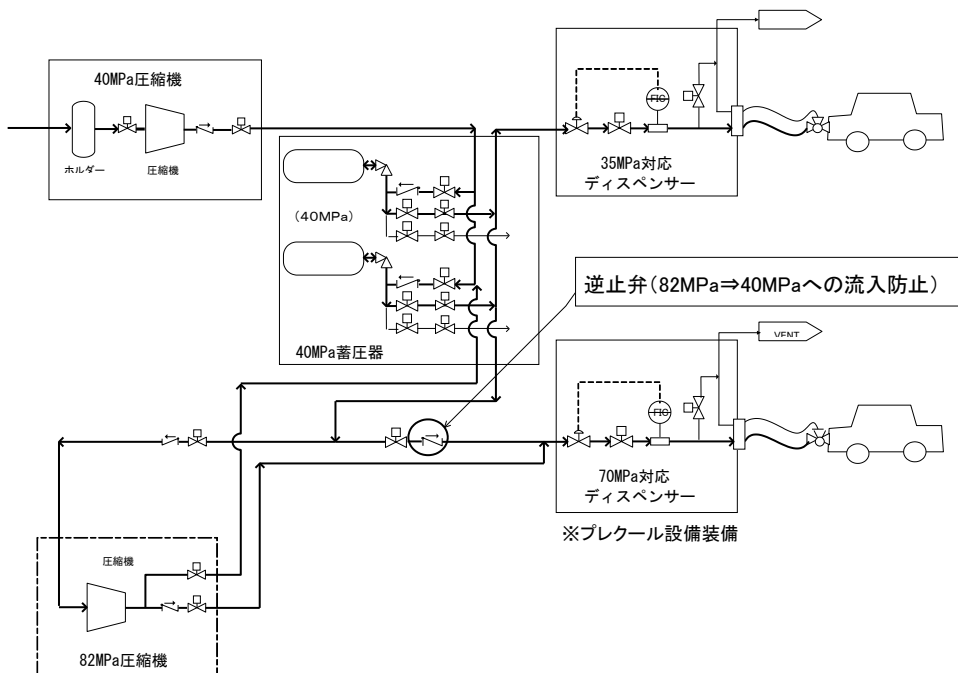 40MPa圧縮機
ホルダー
圧縮機
(40MPa)
40MPa蓄圧器
FIC
35MPa対応
ディスペンサー
逆止弁(82MPa⇒40MPaへの流入防止)
VENT
FIC
70MPa対応
ディスペンサー
※プレクール設備装備
圧縮機
82MPa圧縮機